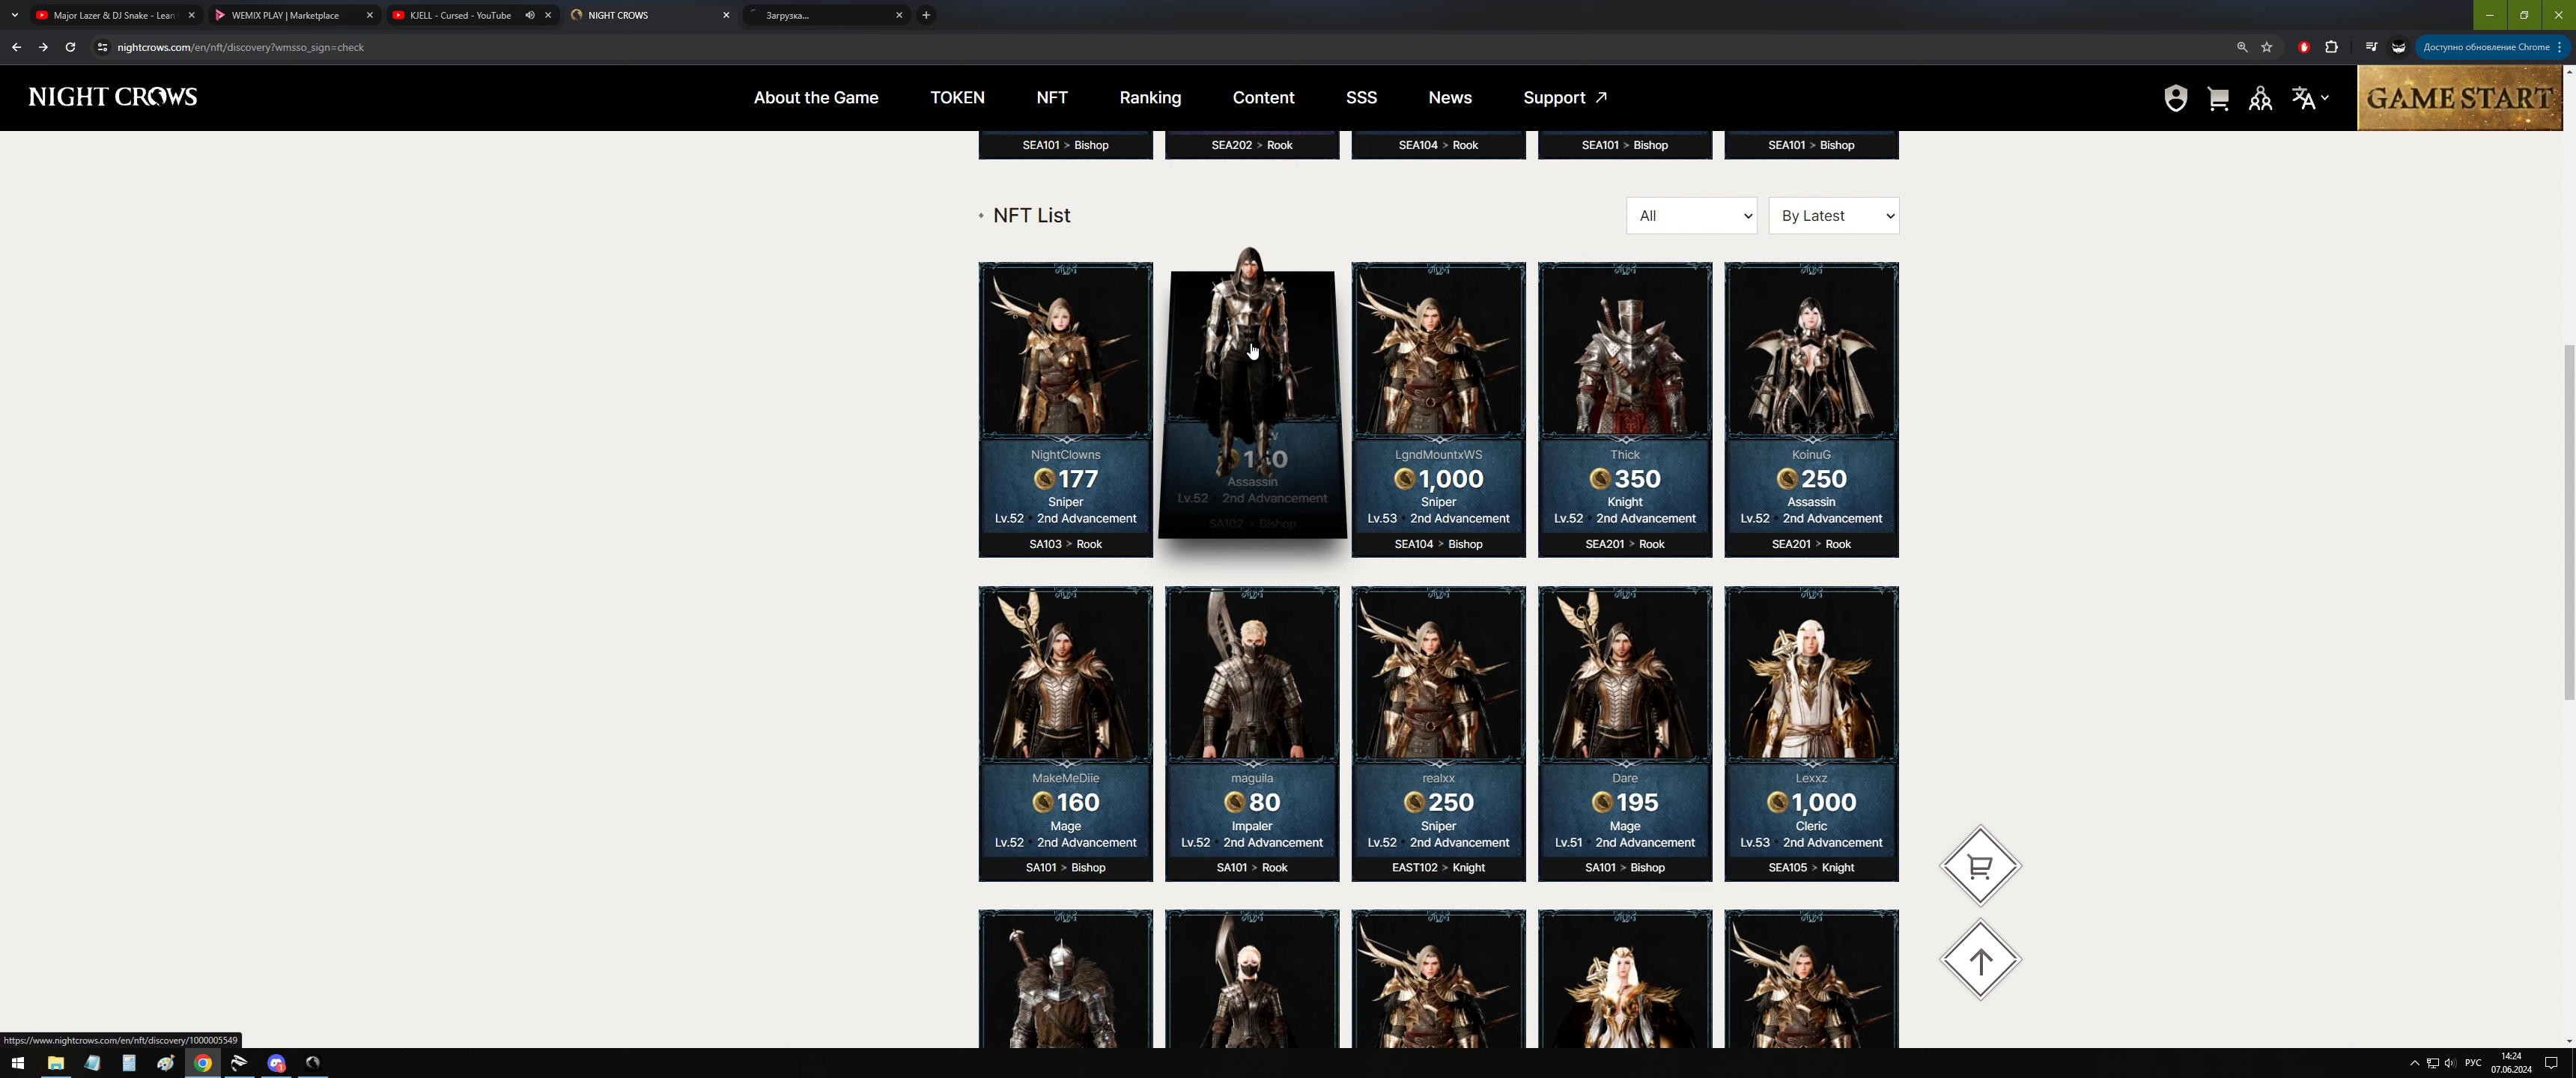 Major Lazer & DJ Snake - Lean
WEMIX PLAY | Marketplace
KJELL - Cursed - YouTube
NIGHT CROWS
Загрузка...
nightcrows.com/en/nft/discovery?wmsso_sign=check
Доступно обновление Chrome
NIGHT CROWS
About the Game
TOKEN
NFT
Ranking
Content
SSS
News
Support
GAME START
SEA101 > Bishop
SEA202 > Rook
SEA104 > Rook
SEA101 > Bishop
SEA101 > Bishop
NFT List
All
By Latest
NightClowns
177
Sniper
Lv.52 2nd Advancement
SA103 > Rook
Assassin
Lv.52 2nd Advancement
SA102 Bishop
LgndMountxWS
1,000
Sniper
Lv.53 2nd Advancement
SEA104 > Bishop
Thick
350
Knight
Lv.52 2nd Advancement
SEA201 > Rook
KoinuG
250
Assassin
Lv.52 2nd Advancement
SEA201 > Rook
MakeMeDiie
160
Mage
Lv.52 2nd Advancement
SA101 > Bishop
maguila
80
Impaler
Lv.52 2nd Advancement
SA101 > Rook
realxx
250
Sniper
Lv.52 2nd Advancement
EAST102 > Knight
Dare
195
Mage
Lv.51 2nd Advancement
SA101 > Bishop
Lexxz
1,000
Cleric
Lv.53 2nd Advancement
SEA105 > Knight
https://www.nightcrows.com/en/nft/discovery/1000005549
РУС
14:24
07.06.2024